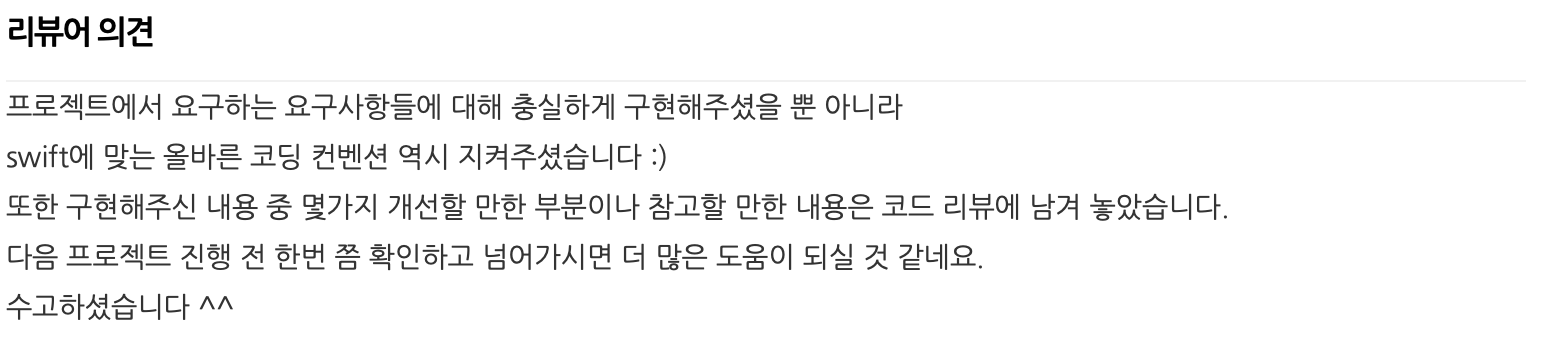 리뷰어 의견
프로젝트에서 요구하는 요구사항들에 대해 충실하게 구현해주셨을 뿐 아니라
swift에 맞는 올바른 코딩 컨벤션 역시 지켜주셨습니다 :)
또한 구현해주신 내용 중 몇가지 개선할 만한 부분이나 참고할 만한 내용은 코드 리뷰에 남겨 놓았습니다.
다음 프로젝트 진행 전 한번 쯤 확인하고 넘어가시면 더 많은 도움이 되실 것 같네요.
수고하셨습니다 ^^